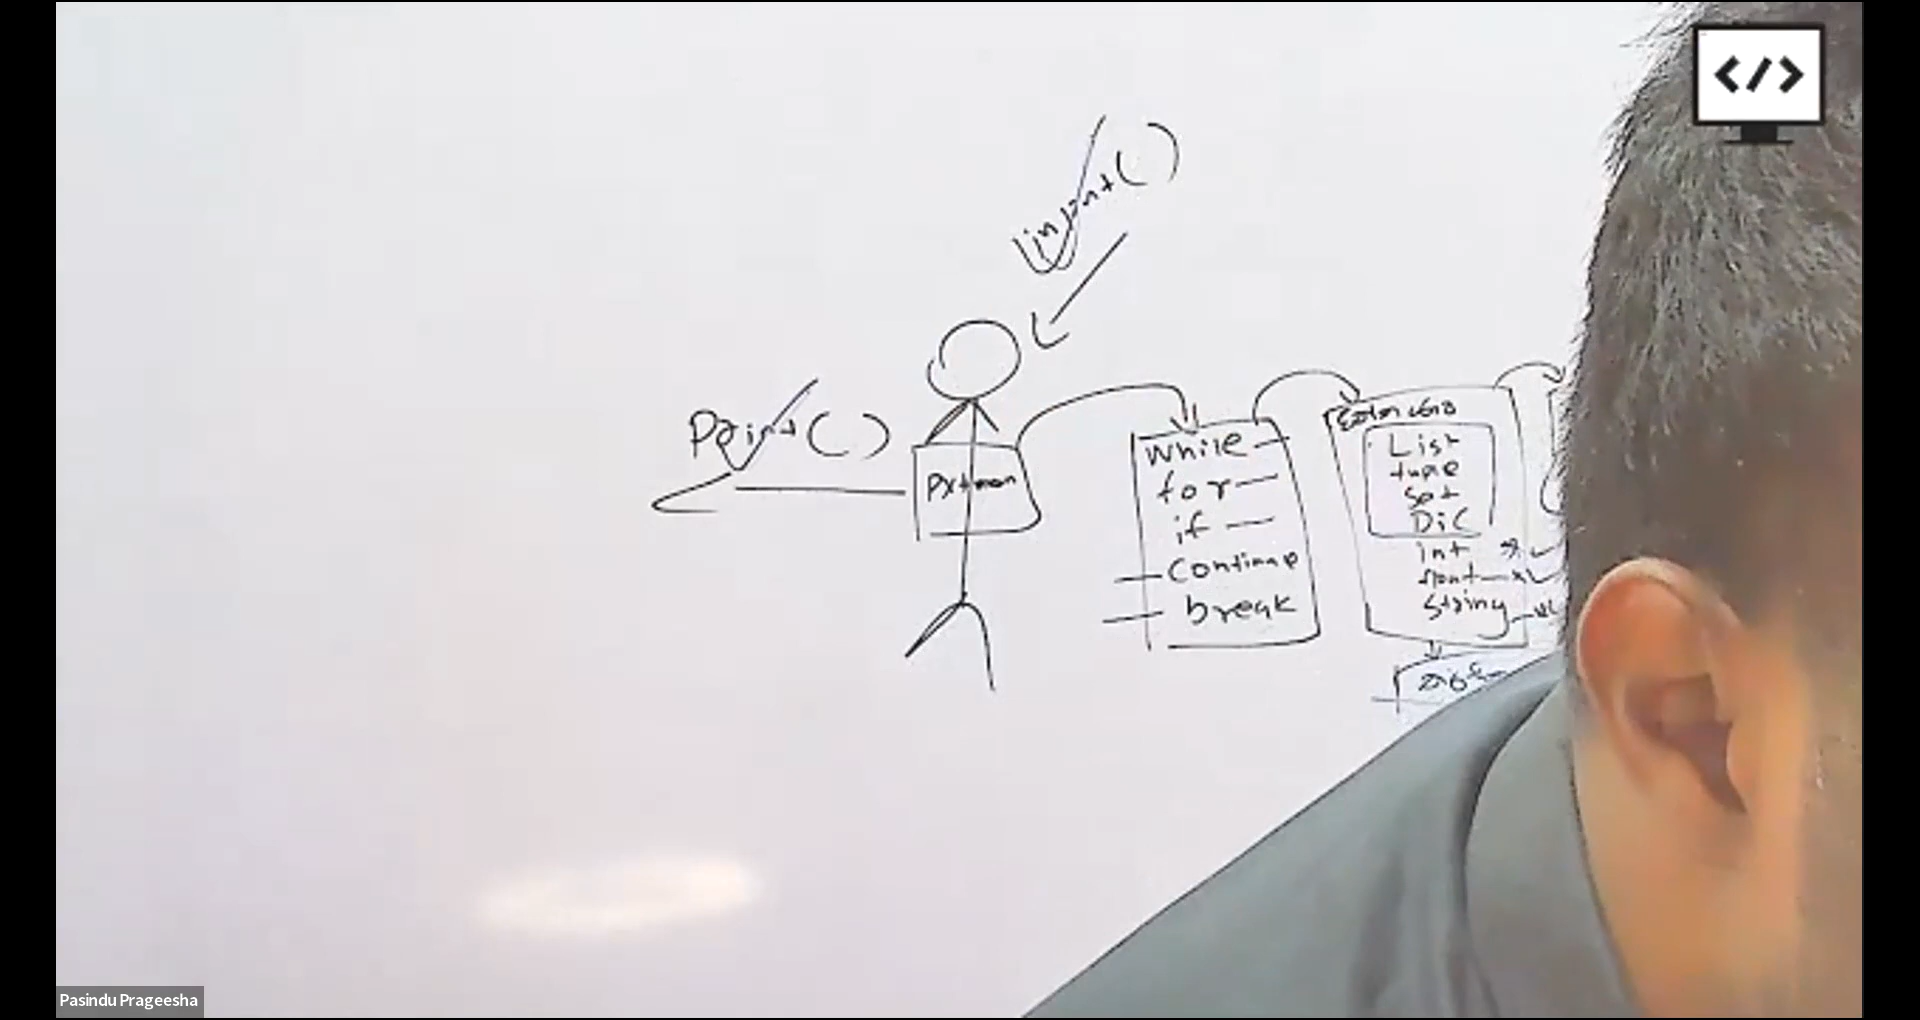 </>
input()
Print()
Python
While
for
if
Continue
break
List
tuple
Set
Dic
int
float
String
Pasindu Prageesha